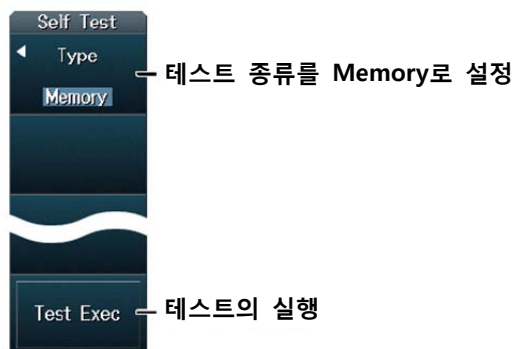 Self Test
Type
Memory
테스트 종류를 Memory로 설정
Test Exec
테스트의 실행